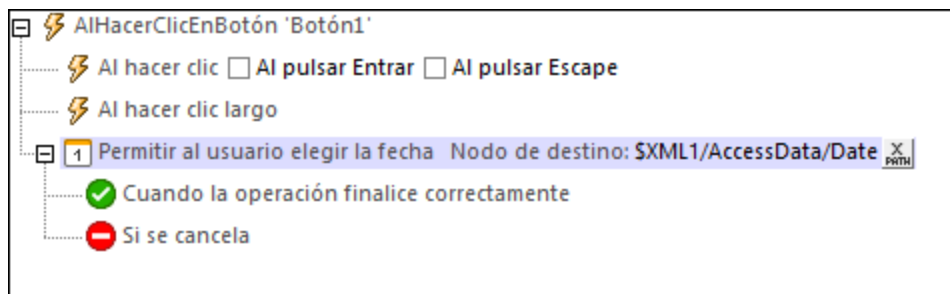 AlHacerClicEnBotón 'Botón1'
Al hacer clic Al pulsar Entrar Al pulsar Escape
Al hacer clic largo
1 Permitir al usuario elegir la fecha Nodo de destino: $XML1/AccessData/Date X PATH
Cuando la operación finalice correctamente
Si se cancela